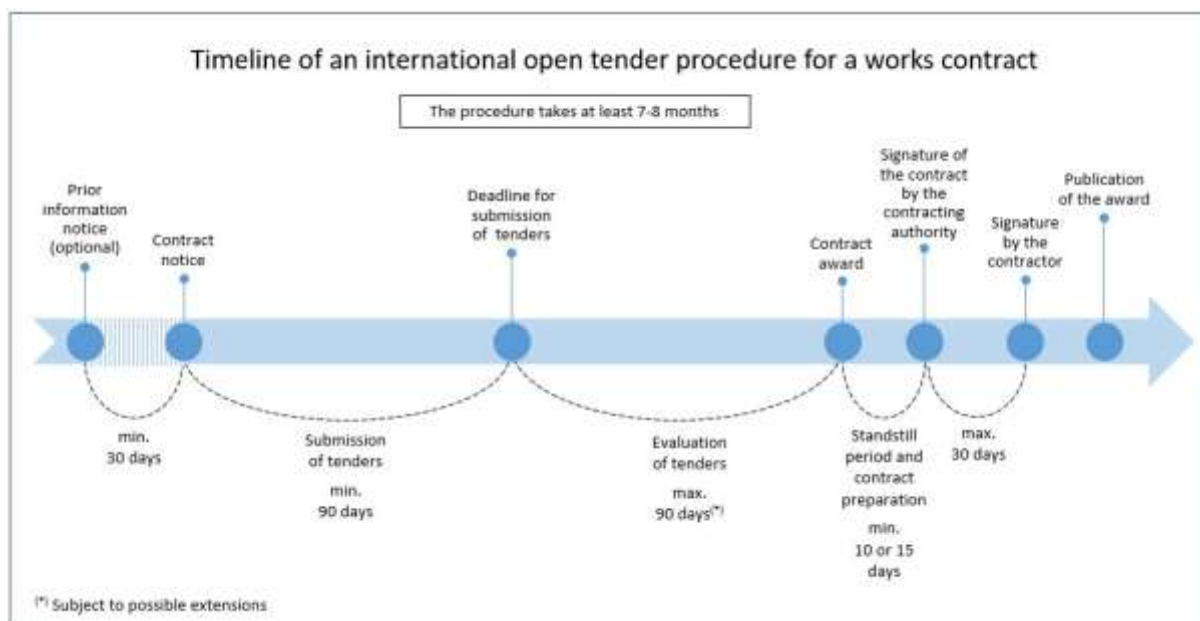 Timeline of an international open tender procedure for a works contract
The procedure takes at least 7-8 months
Prior
information
notice
(optional)
Contract
notice
Deadline for
submission
of tenders
Contract
award
Signature of
the contract
by the
contracting
authority
Signature
by the
contractor
Publication
of the award
min.
30 days
Submission
of tenders
min.
90 days
Evaluation
of tenders
max.
90 days(*)
Standstill
period and
contract
preparation
min.
10 or 15
days
max.
30 days
(*) Subject to possible extensions